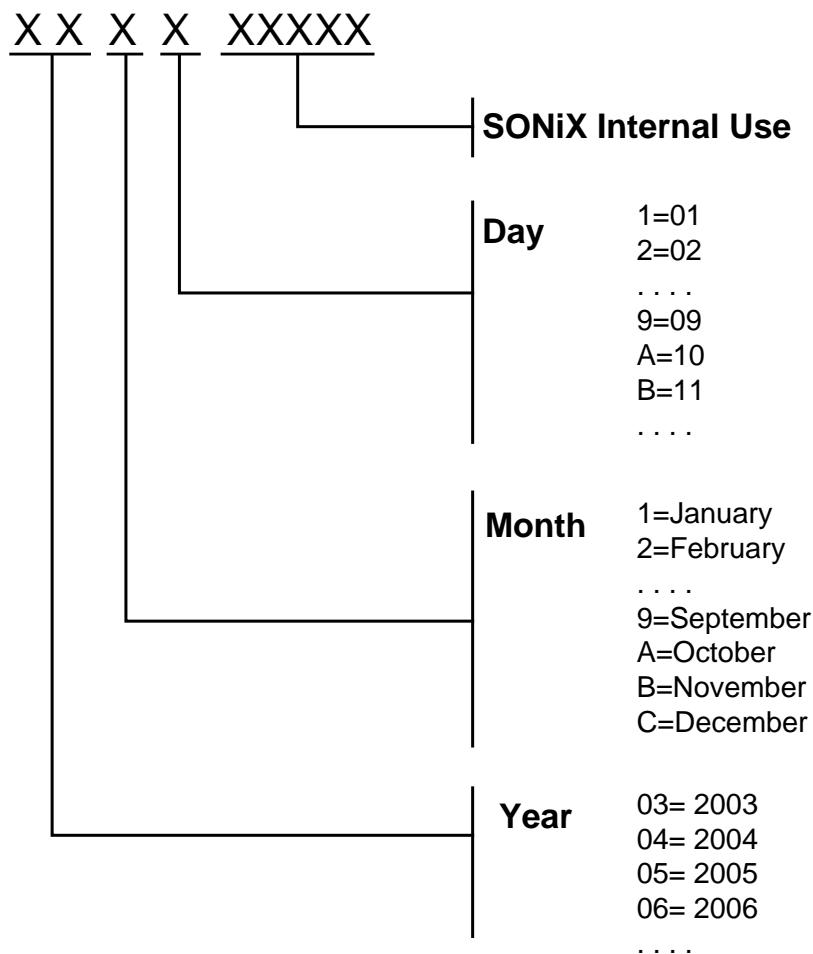 X X X X XXXXX
SONiX Internal Use
Day
1=01
2=02
. . . .
9=09
A=10
B=11
. . . .
Month
1=January
2=February
. . . .
9=September
A=October
B=November
C=December
Year
03= 2003
04= 2004
05= 2005
06= 2006
. . . .